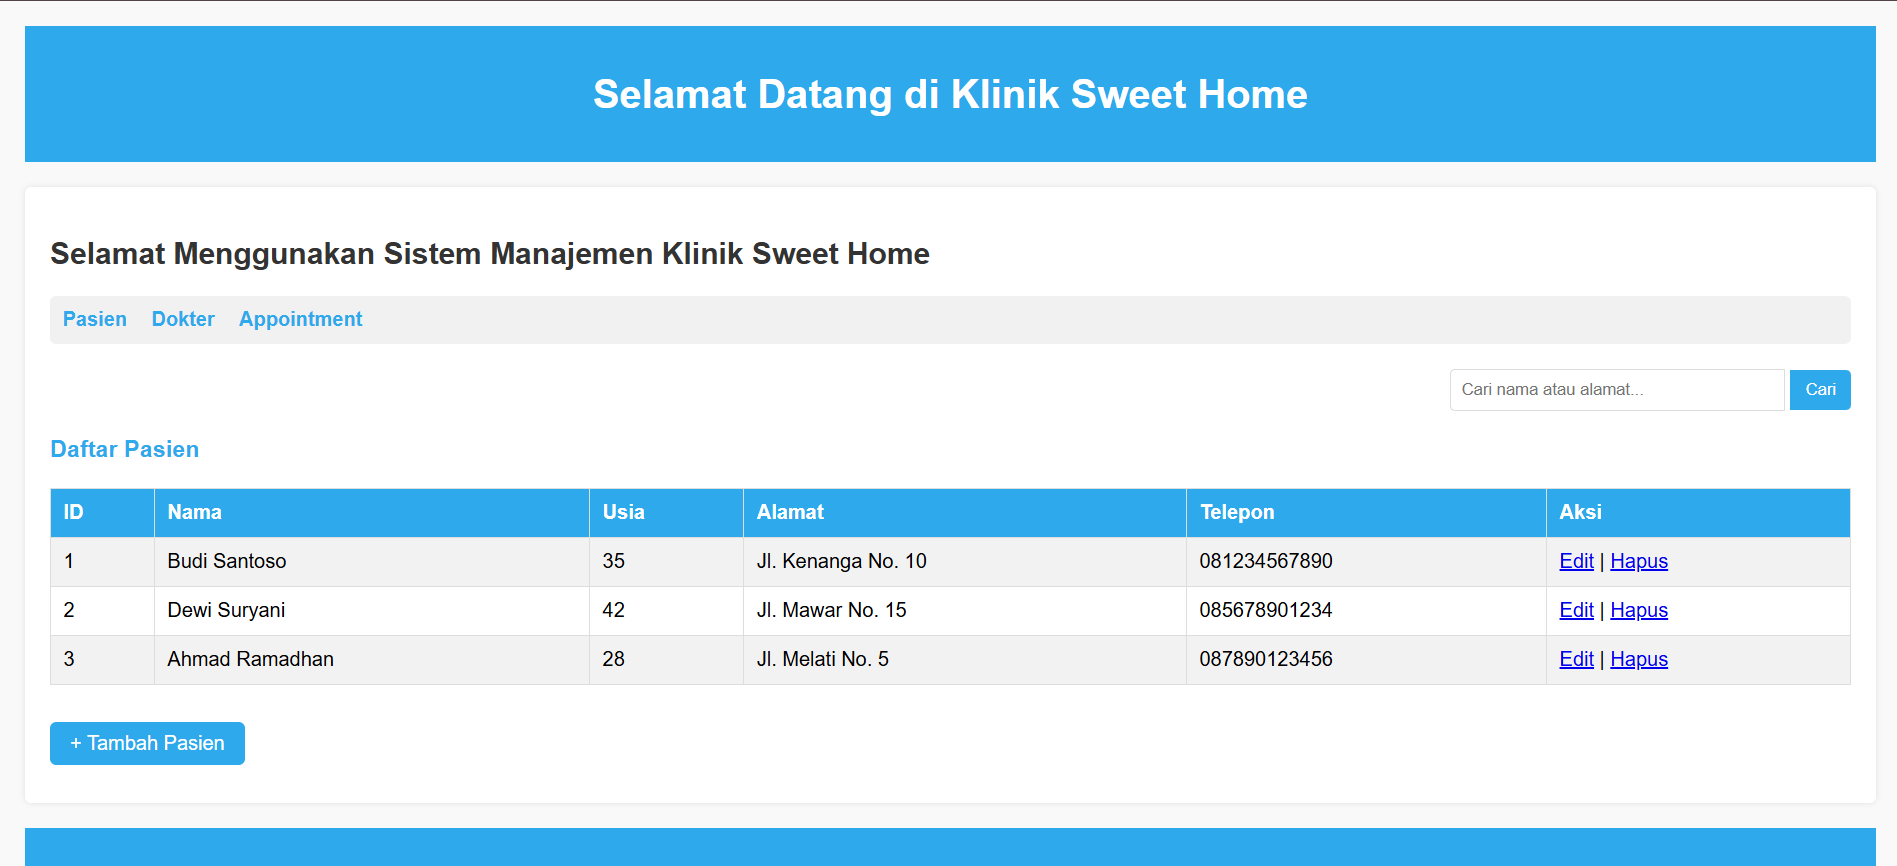 Selamat Datang di Klinik Sweet Home
Selamat Menggunakan Sistem Manajemen Klinik Sweet Home
Pasien Dokter Appointment
Cari nama atau alamat... Cari
Daftar Pasien
ID Nama Usia Alamat Telepon Aksi
1 Budi Santoso 35 Jl. Kenanga No. 10 081234567890 Edit | Hapus
2 Dewi Suryani 42 Jl. Mawar No. 15 085678901234 Edit | Hapus
3 Ahmad Ramadhan 28 Jl. Melati No. 5 087890123456 Edit | Hapus
+ Tambah Pasien